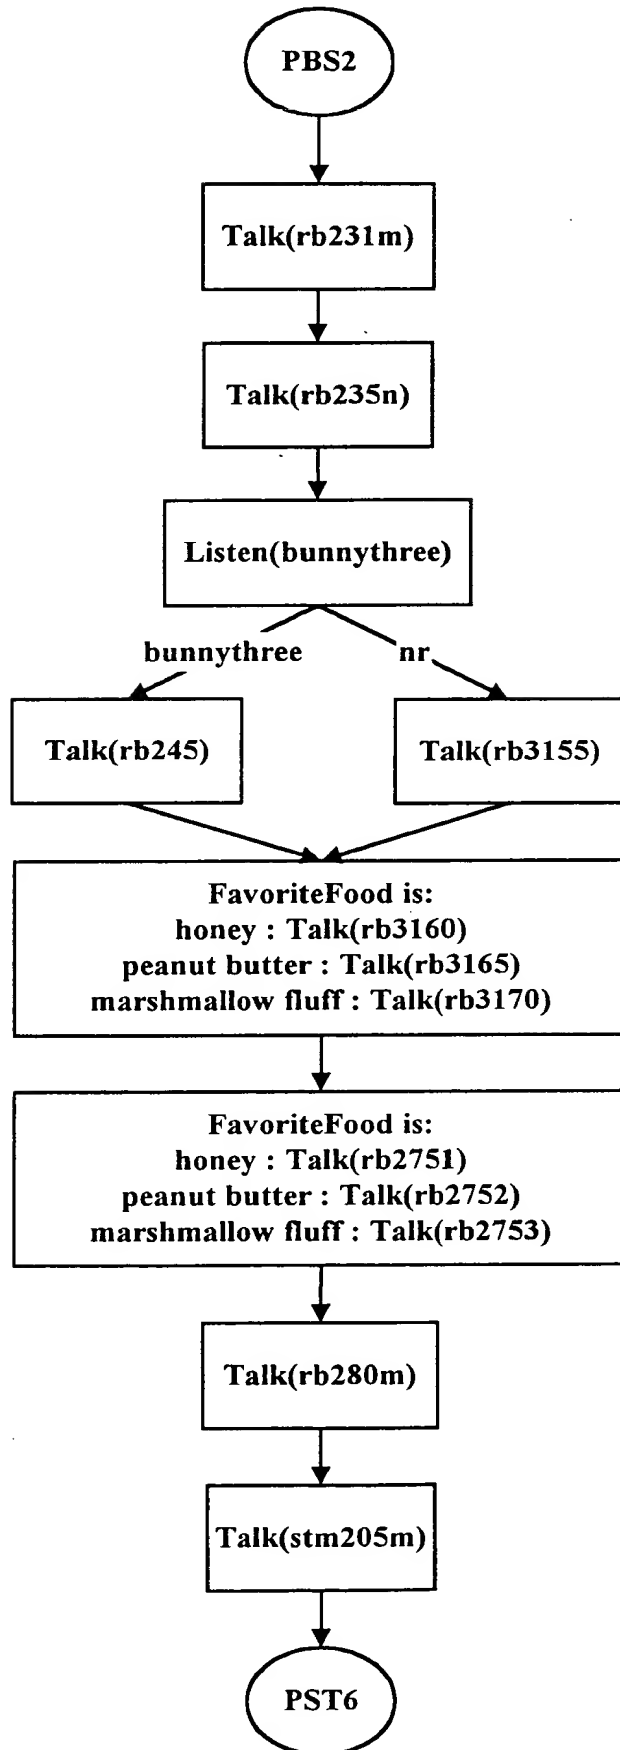 PBS2
Talk(rb231m)
Talk(rb235n)
Listen(bunnythree)
bunnythree
nr
Talk(rb245)
Talk(rb3155)
FavoriteFood is:
honey : Talk(rb3160)
peanut butter : Talk(rb3165)
marshmallow fluff : Talk(rb3170)
FavoriteFood is:
honey : Talk(rb2751)
peanut butter : Talk(rb2752)
marshmallow fluff : Talk(rb2753)
Talk(rb280m)
Talk(stm205m)
PST6